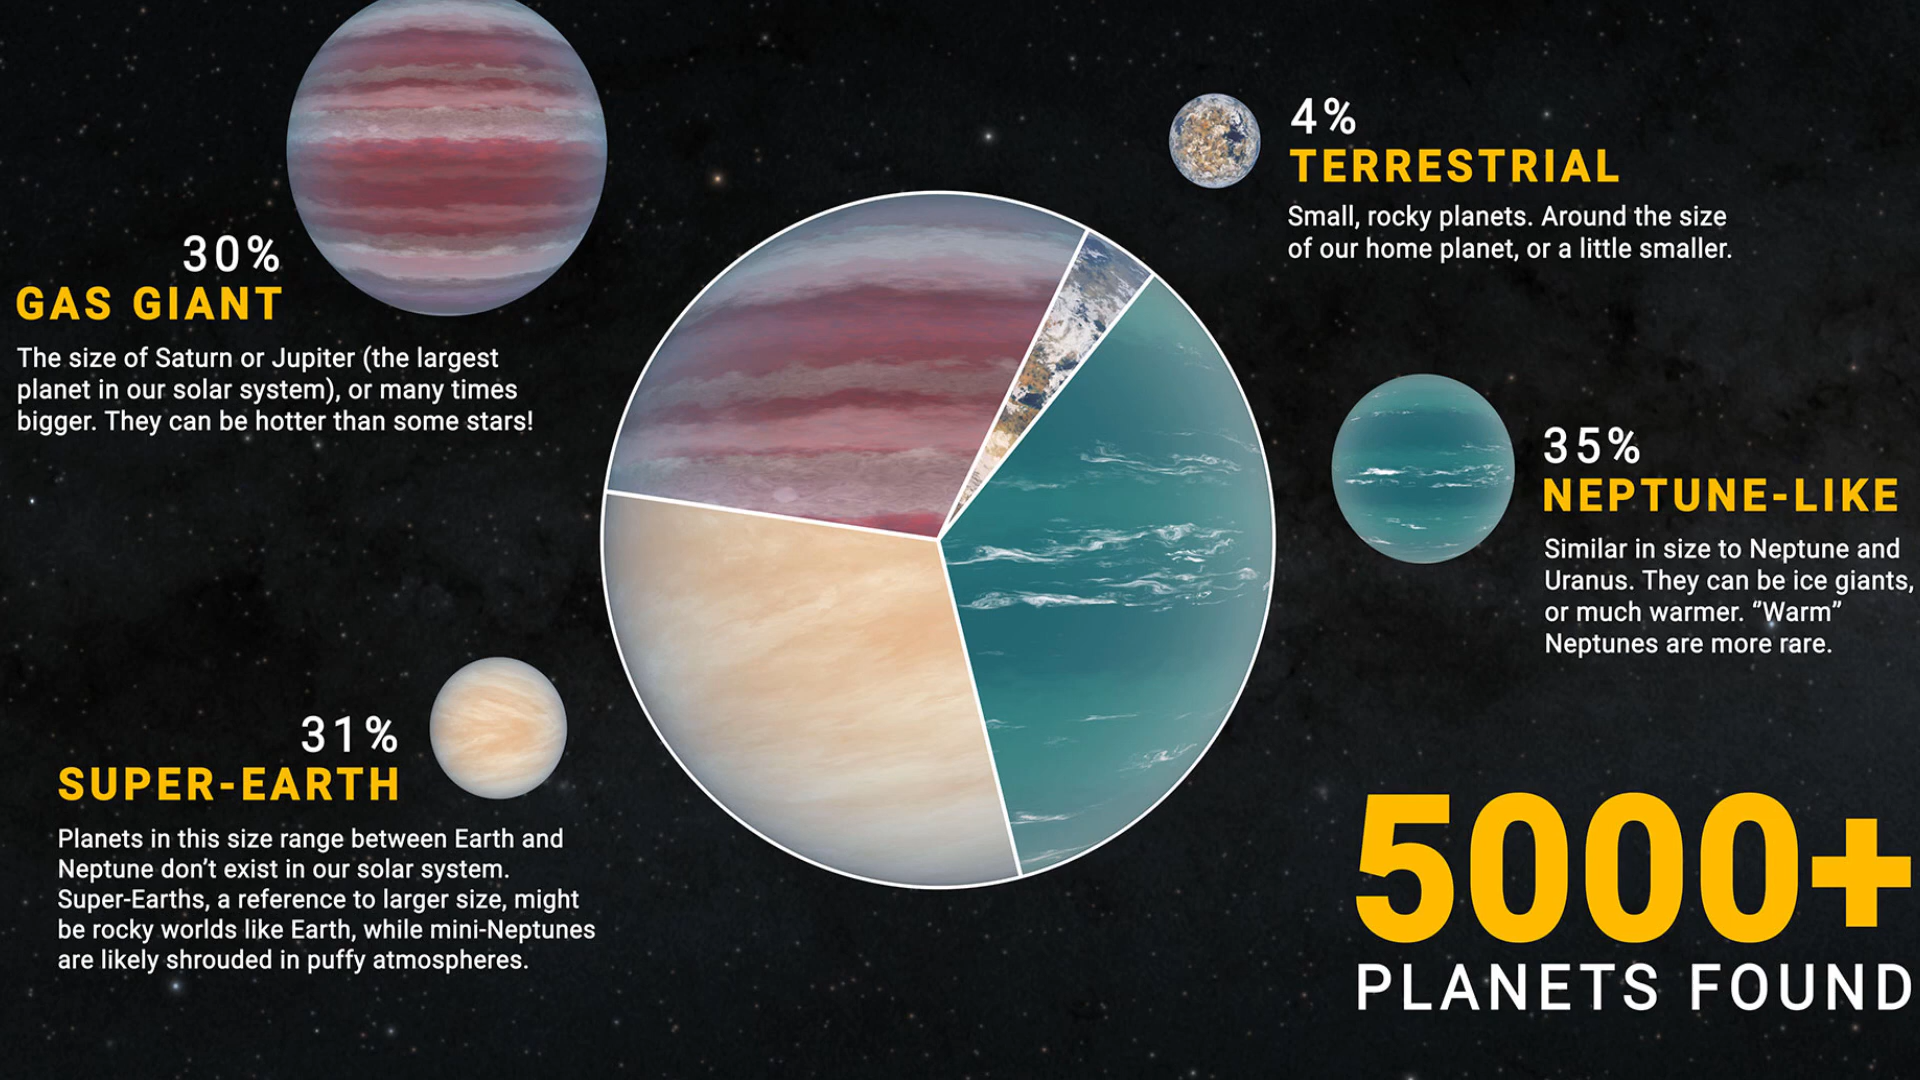 30%
GAS GIANT
The size of Saturn or Jupiter (the largest
planet in our solar system), or many times
bigger. They can be hotter than some stars!
4%
TERRESTRIAL
Small, rocky planets. Around the size
of our home planet, or a little smaller.
35%
NEPTUNE-LIKE
Similar in size to Neptune and
Uranus. They can be ice giants,
or much warmer. ”Warm”
Neptunes are more rare.
31%
SUPER-EARTH
Planets in this size range between Earth and
Neptune don’t exist in our solar system.
Super-Earths, a reference to larger size, might
be rocky worlds like Earth, while mini-Neptunes
are likely shrouded in puffy atmospheres.
5000+
PLANETS FOUND